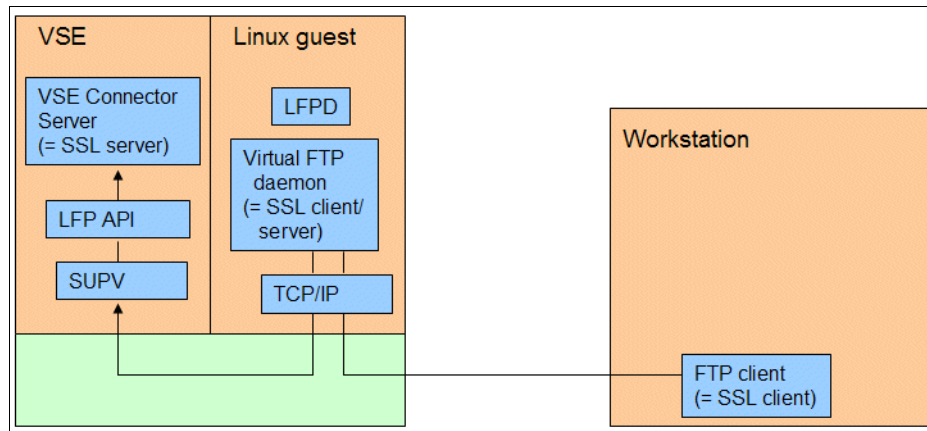 VSE
Linux guest
VSE Connector
Server
(= SSL server)
LFPD
Virtual FTP
daemon
(= SSL client/
server)
LFP API
SUPV
TCP/IP
Workstation
FTP client
(= SSL client)